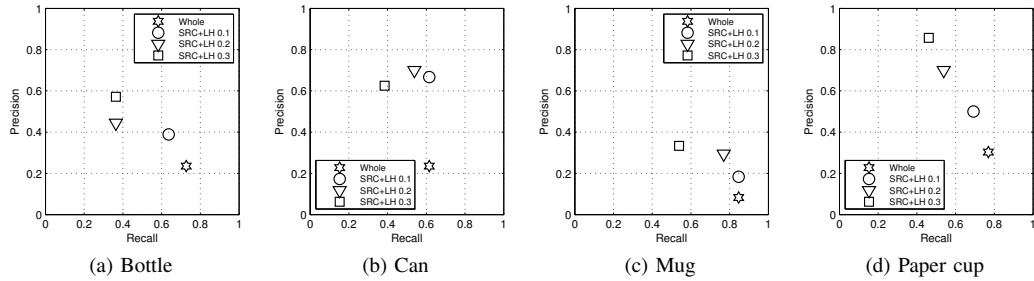 1
0.8
0.6
0.4
0.2
0
0 0.2 0.4 0.6 0.8 1
Precision
Recall
Whole
SRC+LH 0.1
SRC+LH 0.2
SRC+LH 0.3
(a) Bottle
1
0.8
0.6
0.4
0.2
0
0 0.2 0.4 0.6 0.8 1
Precision
Recall
Whole
SRC+LH 0.1
SRC+LH 0.2
SRC+LH 0.3
(b) Can
1
0.8
0.6
0.4
0.2
0
0 0.2 0.4 0.6 0.8 1
Precision
Recall
Whole
SRC+LH 0.1
SRC+LH 0.2
SRC+LH 0.3
(c) Mug
1
0.8
0.6
0.4
0.2
0
0 0.2 0.4 0.6 0.8 1
Precision
Recall
Whole
SRC+LH 0.1
SRC+LH 0.2
SRC+LH 0.3
(d) Paper cup